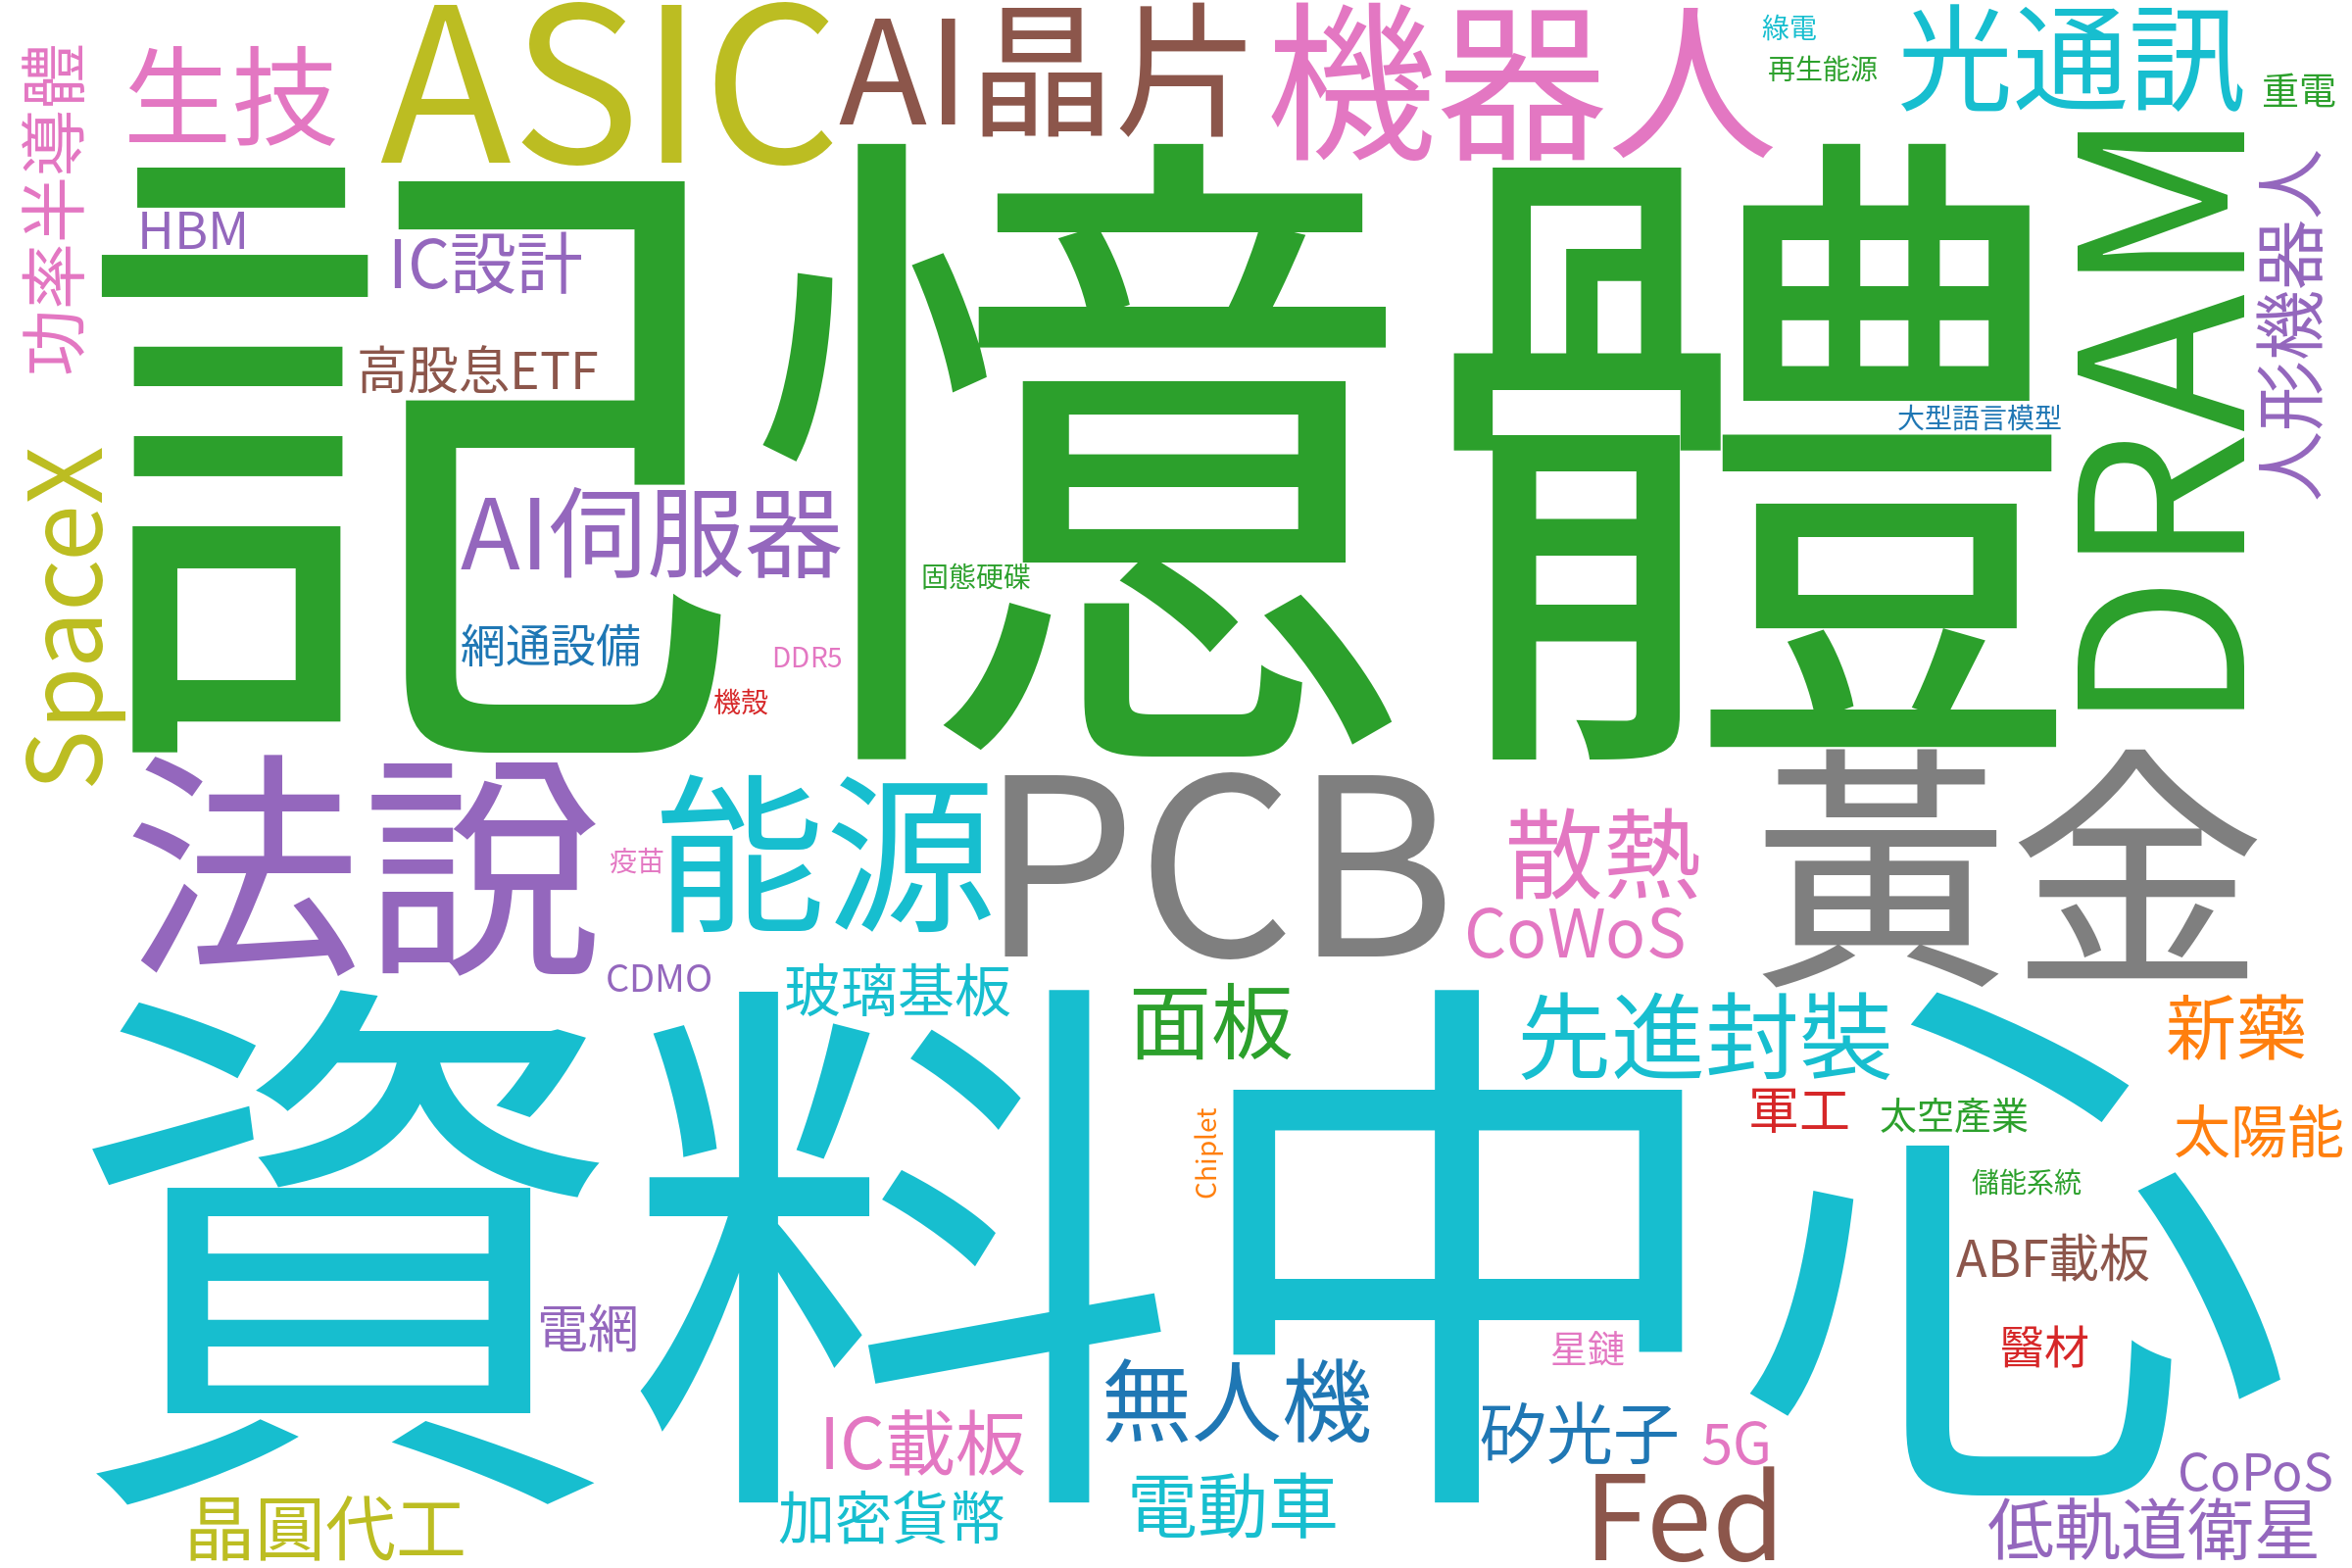 功率半導體
生技
ASIC
AI晶片
機器人
綠電
再生能源
光通訊
重電
HBM
IC設計
高股息ETF
記憶體
大型語言模型
DRAM
人形機器人
SpaceX
AI伺服器
固態硬碟
網通設備
DDR5
機殼
法說
疫苗
能源
PCB
散熱
CoWoS
黃金
CDMO
玻璃基板
面板
先進封裝
新藥
軍工
太空產業
太陽能
Chiplet
儲能系統
資料中心
ABF載板
電網
星鏈
醫材
IC載板
無人機
矽光子
5G
CoPoS
晶圓代工
加密貨幣
電動車
Fed
低軌道衛星